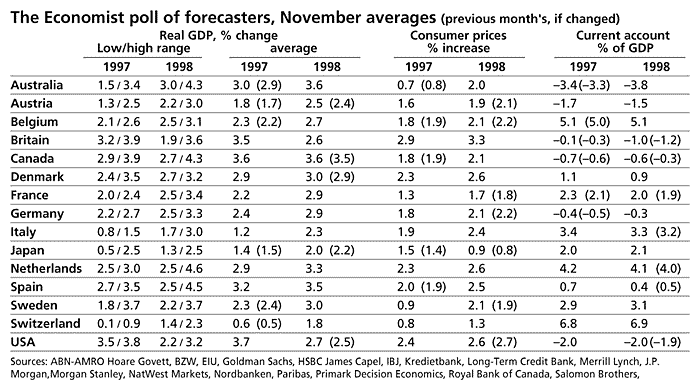 The Economist poll of forecasters, November averages (previous month's, if changed)
Real GDP, % change Consumer prices Current account
Low/high range average % increase % of GDP
1997 1998 1997 1998 1997 1998 1997 1998
Australia 1.5/3.4 3.0/4.3 3.0 (2.9) 3.6 0.7 (0.8) 2.0 –3.4(–3.3) –3.8
Austria 1.3/2.5 2.2/3.0 1.8 (1.7) 2.5 (2.4) 1.6 1.9 (2.1) –1.7 –1.5
Belgium 2.1/2.6 2.5/3.1 2.3 (2.2) 2.7 1.8 (1.9) 2.1 (2.2) 5.1 (5.0) 5.1
Britain 3.2/3.9 1.9/3.6 3.5 2.6 2.9 3.3 –0.1(–0.3) –1.0(–1.2)
Canada 2.9/3.9 2.7/4.3 3.6 3.6 (3.5) 1.8 (1.9) 2.1 –0.7(–0.6) –0.6(–0.3)
Denmark 2.4/3.5 2.7/3.2 2.9 3.0 (2.9) 2.3 2.6 1.1 0.9
France 2.0/2.4 2.5/3.4 2.2 2.9 1.3 1.7 (1.8) 2.3 (2.1) 2.0 (1.9)
Germany 2.2/2.7 2.5/3.3 2.4 2.9 1.8 2.1 (2.2) –0.4(–0.5) –0.3
Italy 0.8/1.5 1.7/3.0 1.2 2.3 1.9 2.4 3.4 3.3 (3.2)
Japan 0.5/2.5 1.3/2.5 1.4 (1.5) 2.0 (2.2) 1.5 (1.4) 0.9 (0.8) 2.0 2.1
Netherlands 2.5/3.0 2.5/4.6 2.9 3.3 2.3 2.6 4.2 4.1 (4.0)
Spain 2.7/3.5 2.5/4.5 3.2 3.5 2.0 (1.9) 2.5 0.7 0.4 (0.5)
Sweden 1.8/3.7 2.2/3.7 2.3 (2.4) 3.0 0.9 2.1 (1.9) 2.9 3.1
Switzerland 0.1/0.9 1.4/2.3 0.6 (0.5) 1.8 0.8 1.3 6.8 6.9
USA 3.5/3.8 2.2/3.2 3.7 2.7 (2.5) 2.4 2.6 (2.7) –2.0 –2.0(–1.9)
Sources: ABN-AMRO Hoare Govett, BZW, EIU, Goldman Sachs, HSBC James Capel, IBJ, Kredietbank, Long-Term Credit Bank, Merrill Lynch, J.P.
Morgan,Morgan Stanley, NatWest Markets, Nordbanken, Paribas, Primark Decision Economics, Royal Bank of Canada, Salomon Brothers,